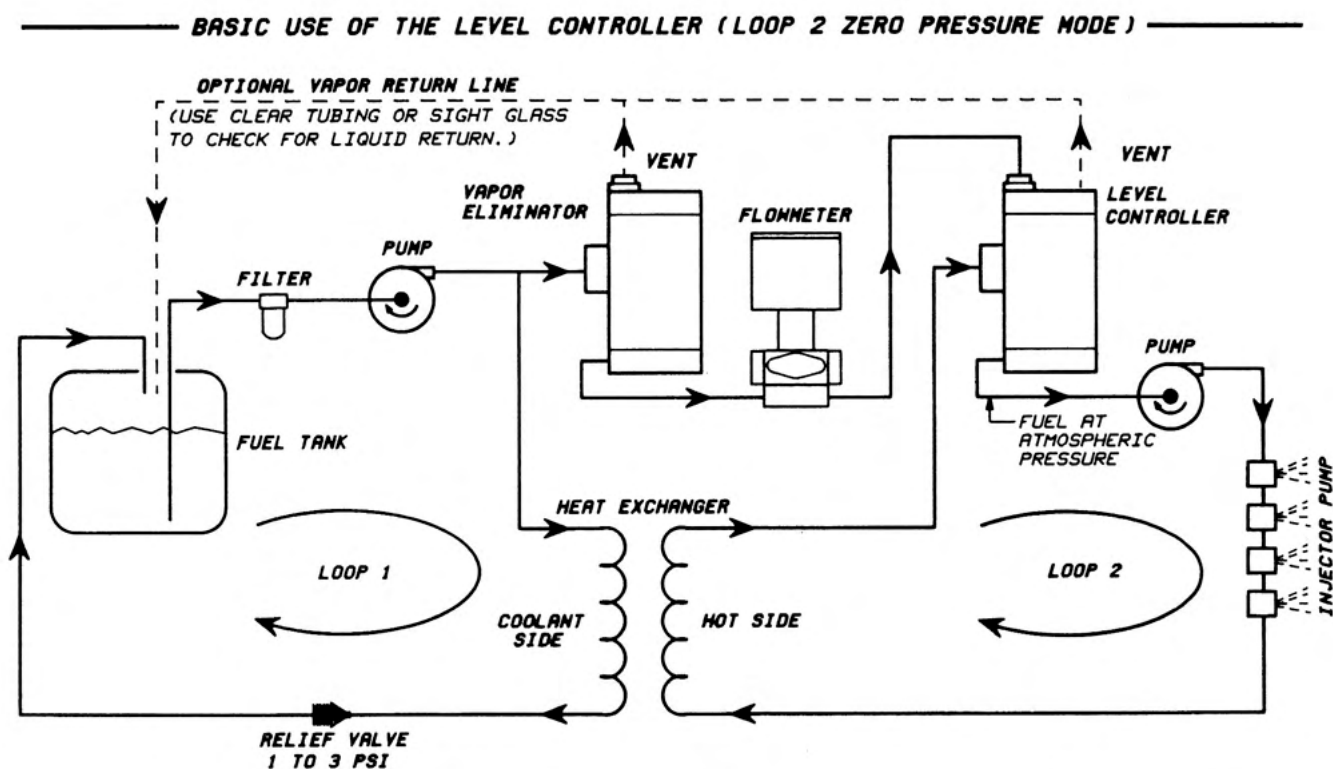 BASIC USE OF THE LEVEL CONTROLLER (LOOP 2 ZERO PRESSURE MODE)
OPTIONAL VAPOR RETURN LINE
(USE CLEAR TUBING OR SIGHT GLASS
TO CHECK FOR LIQUID RETURN.)
VENT
VENT
VAPOR
ELIMINATOR
FLOWMETER
LEVEL
CONTROLLER
PUMP
FILTER
PUMP
FUEL TANK
FUEL AT
ATMOSPHERIC
PRESSURE
HEAT EXCHANGER
INJECTOR PUMP
LOOP 1
LOOP 2
COOLANT
SIDE
HOT SIDE
RELIEF VALVE
1 TO 3 PSI